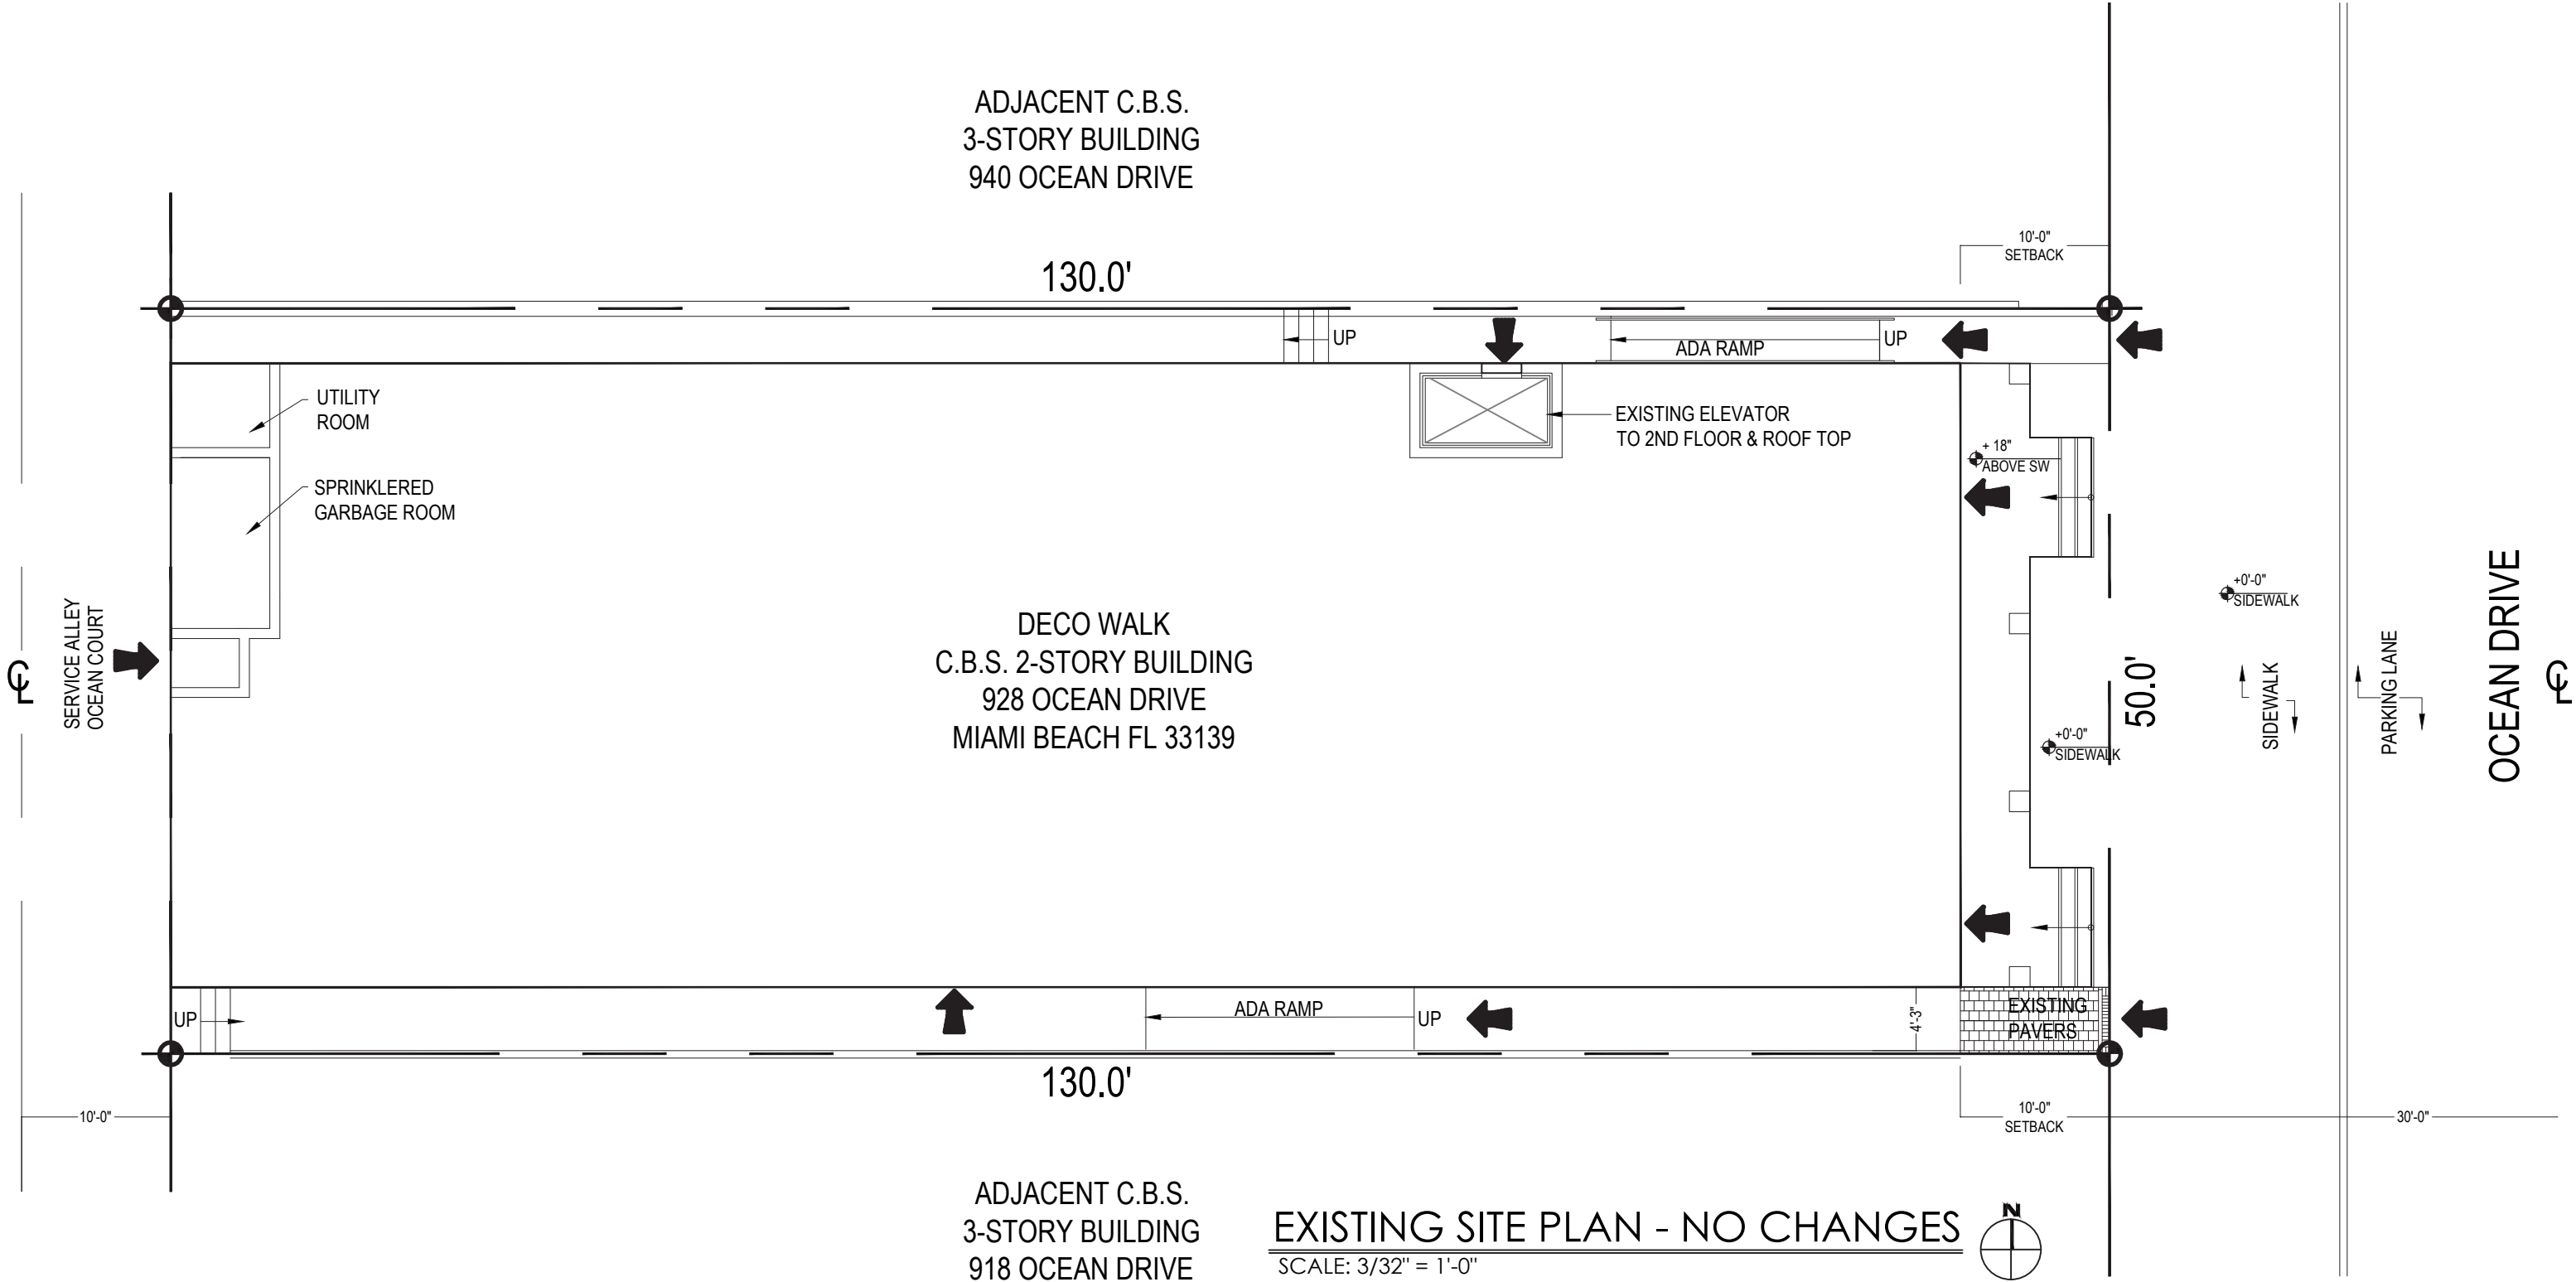 ADJACENT C.B.S.
3-STORY BUILDING
940 OCEAN DRIVE
10'-0"
SETBACK
130.0'
UP
ADA RAMP
UP
UTILITY
ROOM
EXISTING ELEVATOR
TO 2ND FLOOR & ROOF TOP
+ 18"
ABOVE SW
SPRINKLERED
GARBAGE ROOM
SERVICE ALLEY
OCEAN COURT
DECO WALK
C.B.S. 2-STORY BUILDING
928 OCEAN DRIVE
MIAMI BEACH FL 33139
+0'-0"
SIDEWALK
+0'-0"
SIDEWALK
50.0'
SIDEWALK
PARKING LANE
OCEAN DRIVE
CL
CL
UP
ADA RAMP
UP
4'-3"
EXISTING
PAVERS
130.0'
10'-0"
10'-0"
SETBACK
30'-0"
ADJACENT C.B.S.
3-STORY BUILDING
918 OCEAN DRIVE
EXISTING SITE PLAN - NO CHANGES
SCALE: 3/32" = 1'-0"
N